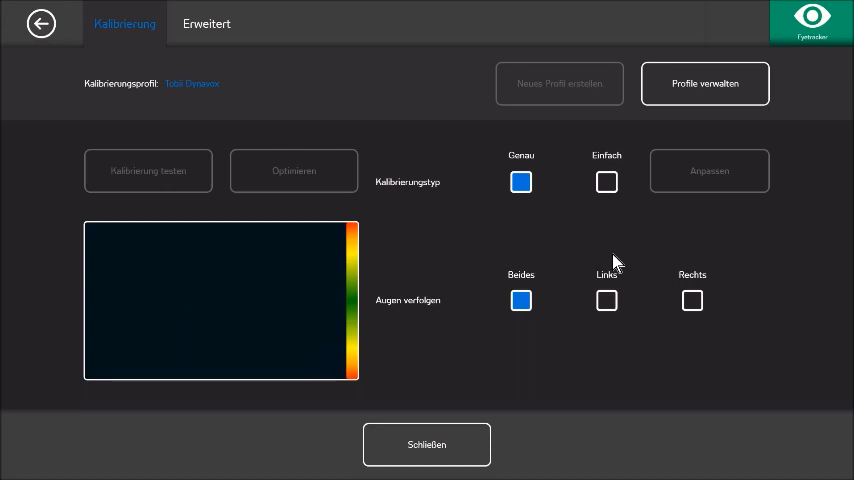 Kalibrierung
Erweitert
Eyetracker
Kalibrierungsprofil: Tobii Dynavox
Neues Profil erstellen
Profile verwalten
Kalibrierung testen
Optimieren
Kalibrierungstyp
Genau
Einfach
Anpassen
Augen verfolgen
Beides
Links
Rechts
Schließen